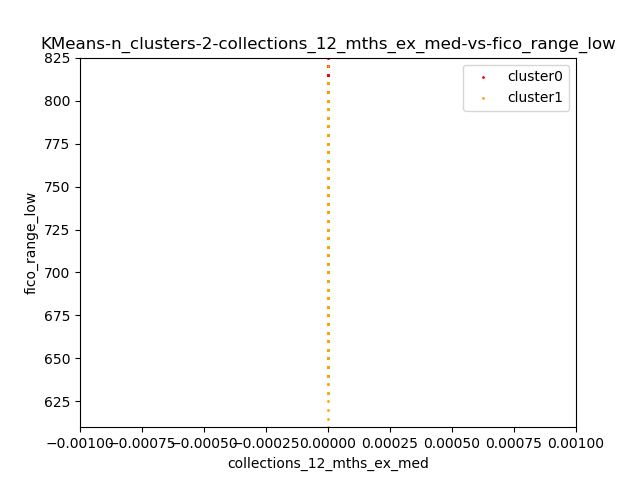 KMeans-n_clusters-2-collections_12_mths_ex_med-vs-fico_range_low
cluster0
cluster1
825
800
775
750
725
700
675
650
625
fico_range_low
−0.00100 −0.00075 −0.00050 −0.00025 0.00000 0.00025 0.00050 0.00075 0.00100
collections_12_mths_ex_med